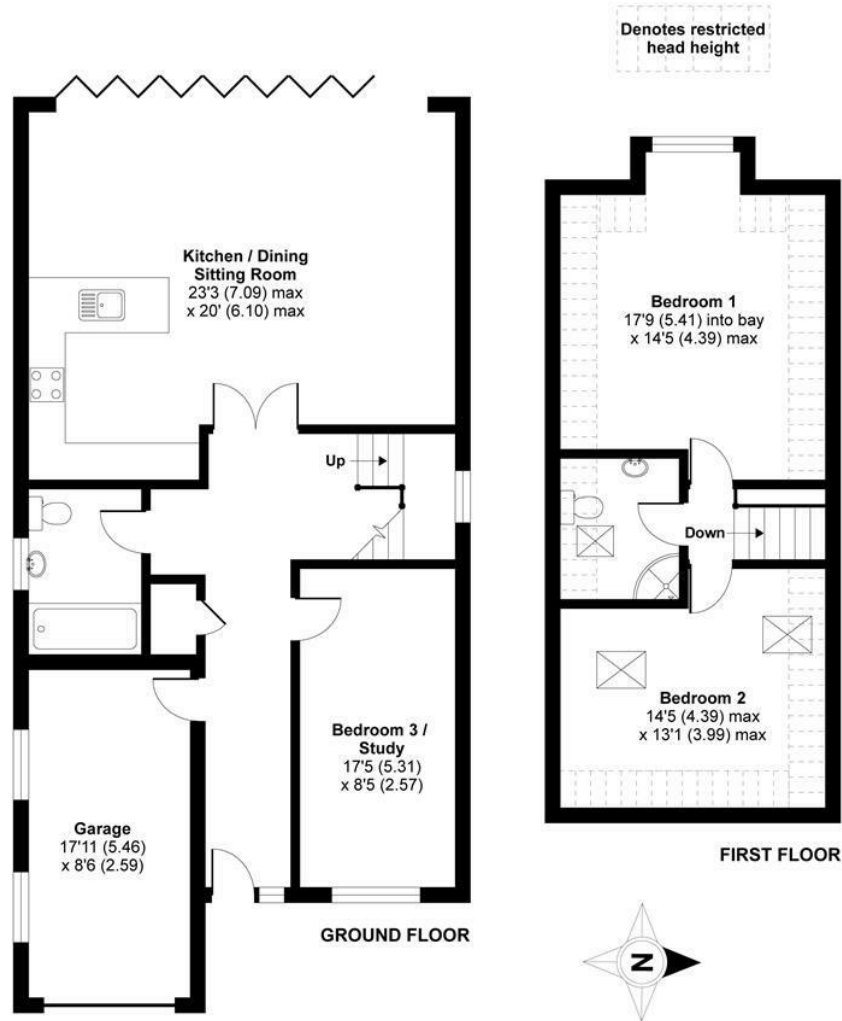 Denotes restricted
head height
Kitchen / Dining
Sitting Room
23'3 (7.09) max
x 20' (6.10) max
Up
Bedroom 3 /
Study
17'5 (5.31)
x 8'5 (2.57)
Garage
17'11 (5.46)
x 8'6 (2.59)
GROUND FLOOR
Bedroom 1
17'9 (5.41) into bay
x 14'5 (4.39) max
Down
Bedroom 2
14'5 (4.39) max
x 13'1 (3.99) max
FIRST FLOOR
N